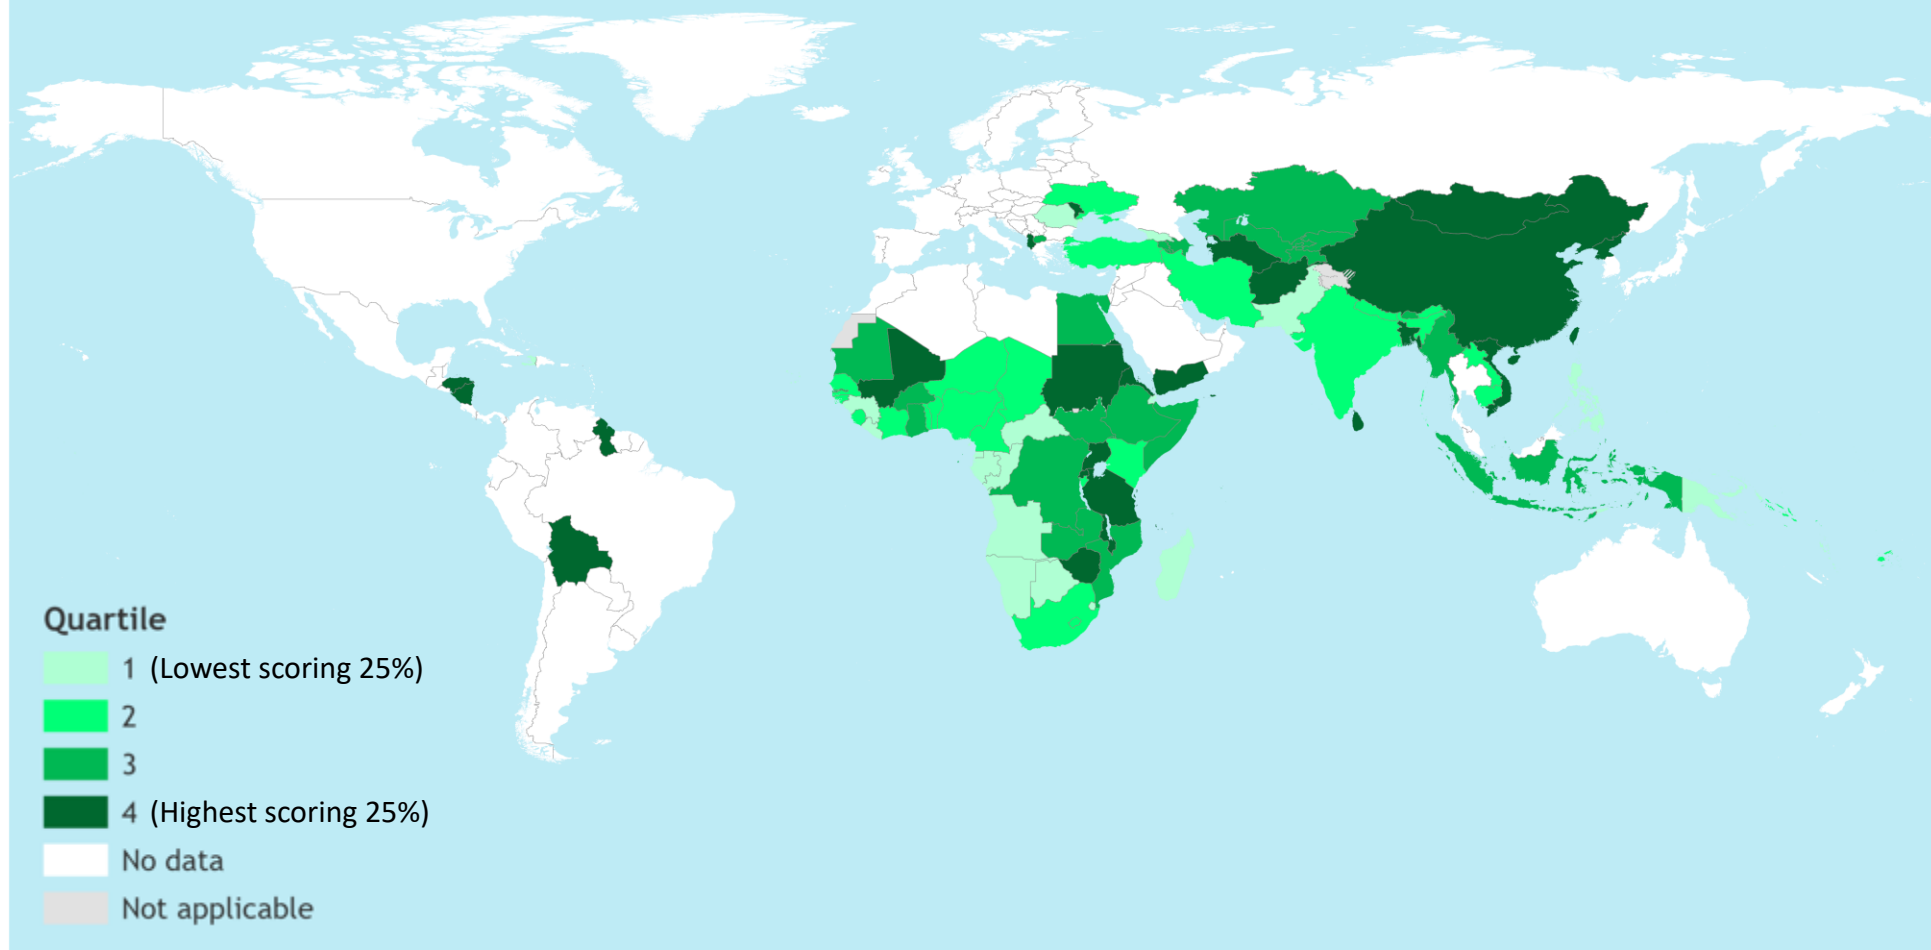 Quartile
1 (Lowest scoring 25%)
2
3
4 (Highest scoring 25%)
No data
Not applicable